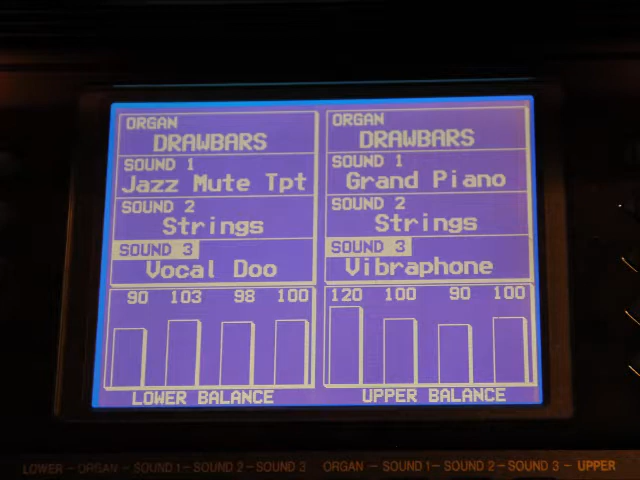 ORGAN
DRAWBARS
SOUND 1
Jazz Mute Tpt
SOUND 2
Strings
SOUND 3
Vocal Doo
90 103 98 100
LOWER BALANCE
ORGAN
DRAWBARS
SOUND 1
Grand Piano
SOUND 2
Strings
SOUND 3
Vibraphone
120 100 90 100
UPPER BALANCE
LOWER – ORGAN – SOUND 1 – SOUND 2 – SOUND 3 ORGAN – SOUND 1 – SOUND 2 – SOUND 3 – UPPER